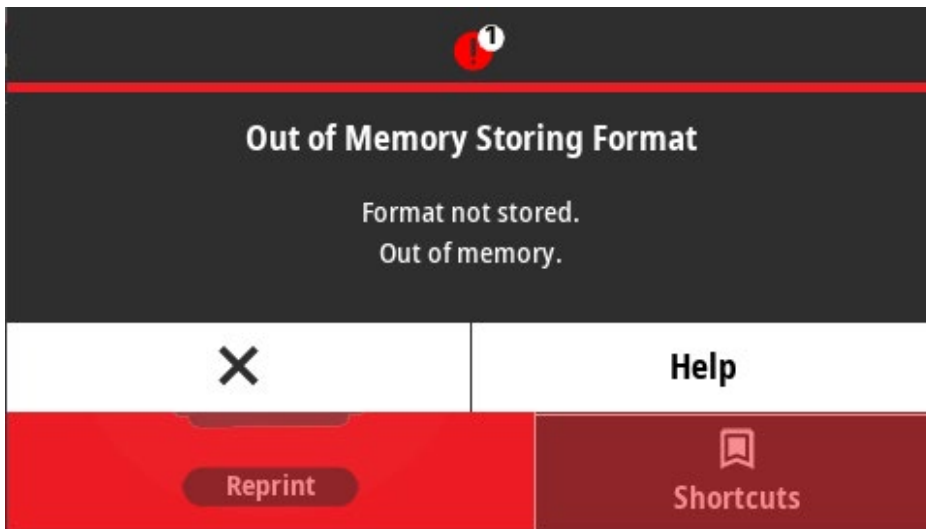 1
Out of Memory Storing Format
Format not stored.
Out of memory.
Help
Reprint
Shortcuts